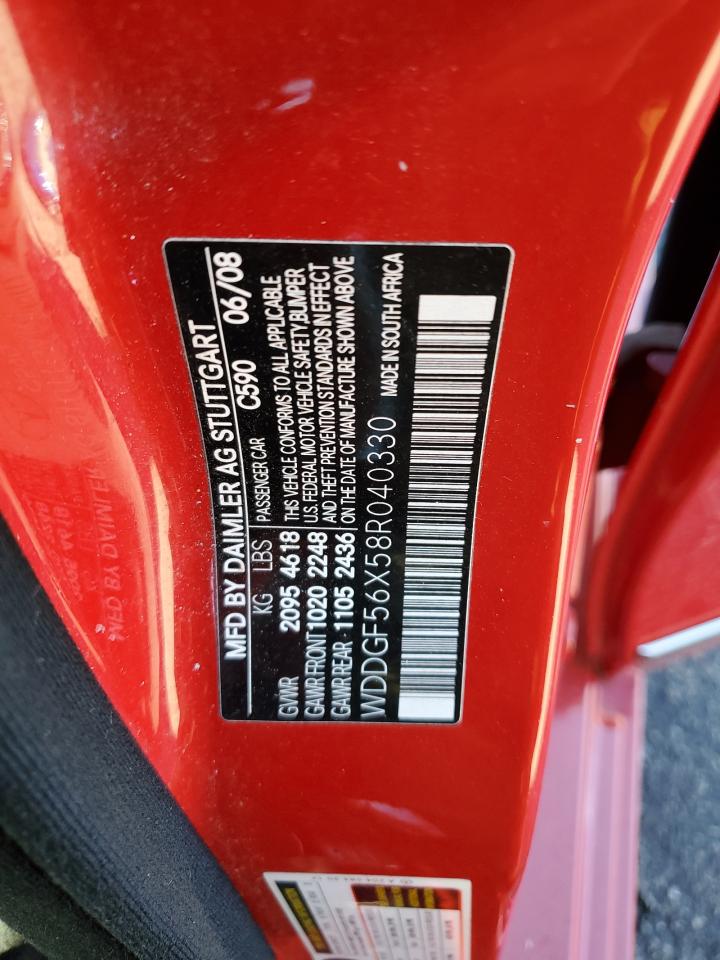 MFD BY DAIMLER AG STUTTGART
KG LBS PASSENGER CAR C590 06/08
GVWR 2095 4618 THIS VEHICLE CONFORMS TO ALL APPLICABLE
GAWR FRONT 1020 2248 U.S. FEDERAL MOTOR VEHICLE SAFETY BUMPER
AND THEFT PREVENTION STANDARDS IN EFFECT
GAWR REAR 1105 2436 ON THE DATE OF MANUFACTURE SHOWN ABOVE
WDDGF56X58R040330 MADE IN SOUTH AFRICA